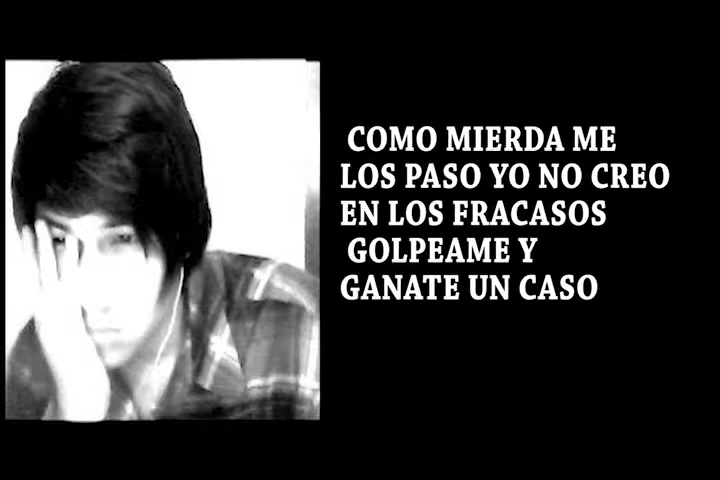 COMO MIERDA ME
LOS PASO YO NO CREO
EN LOS FRACASOS
GOLPEAME Y
GANATE UN CASO